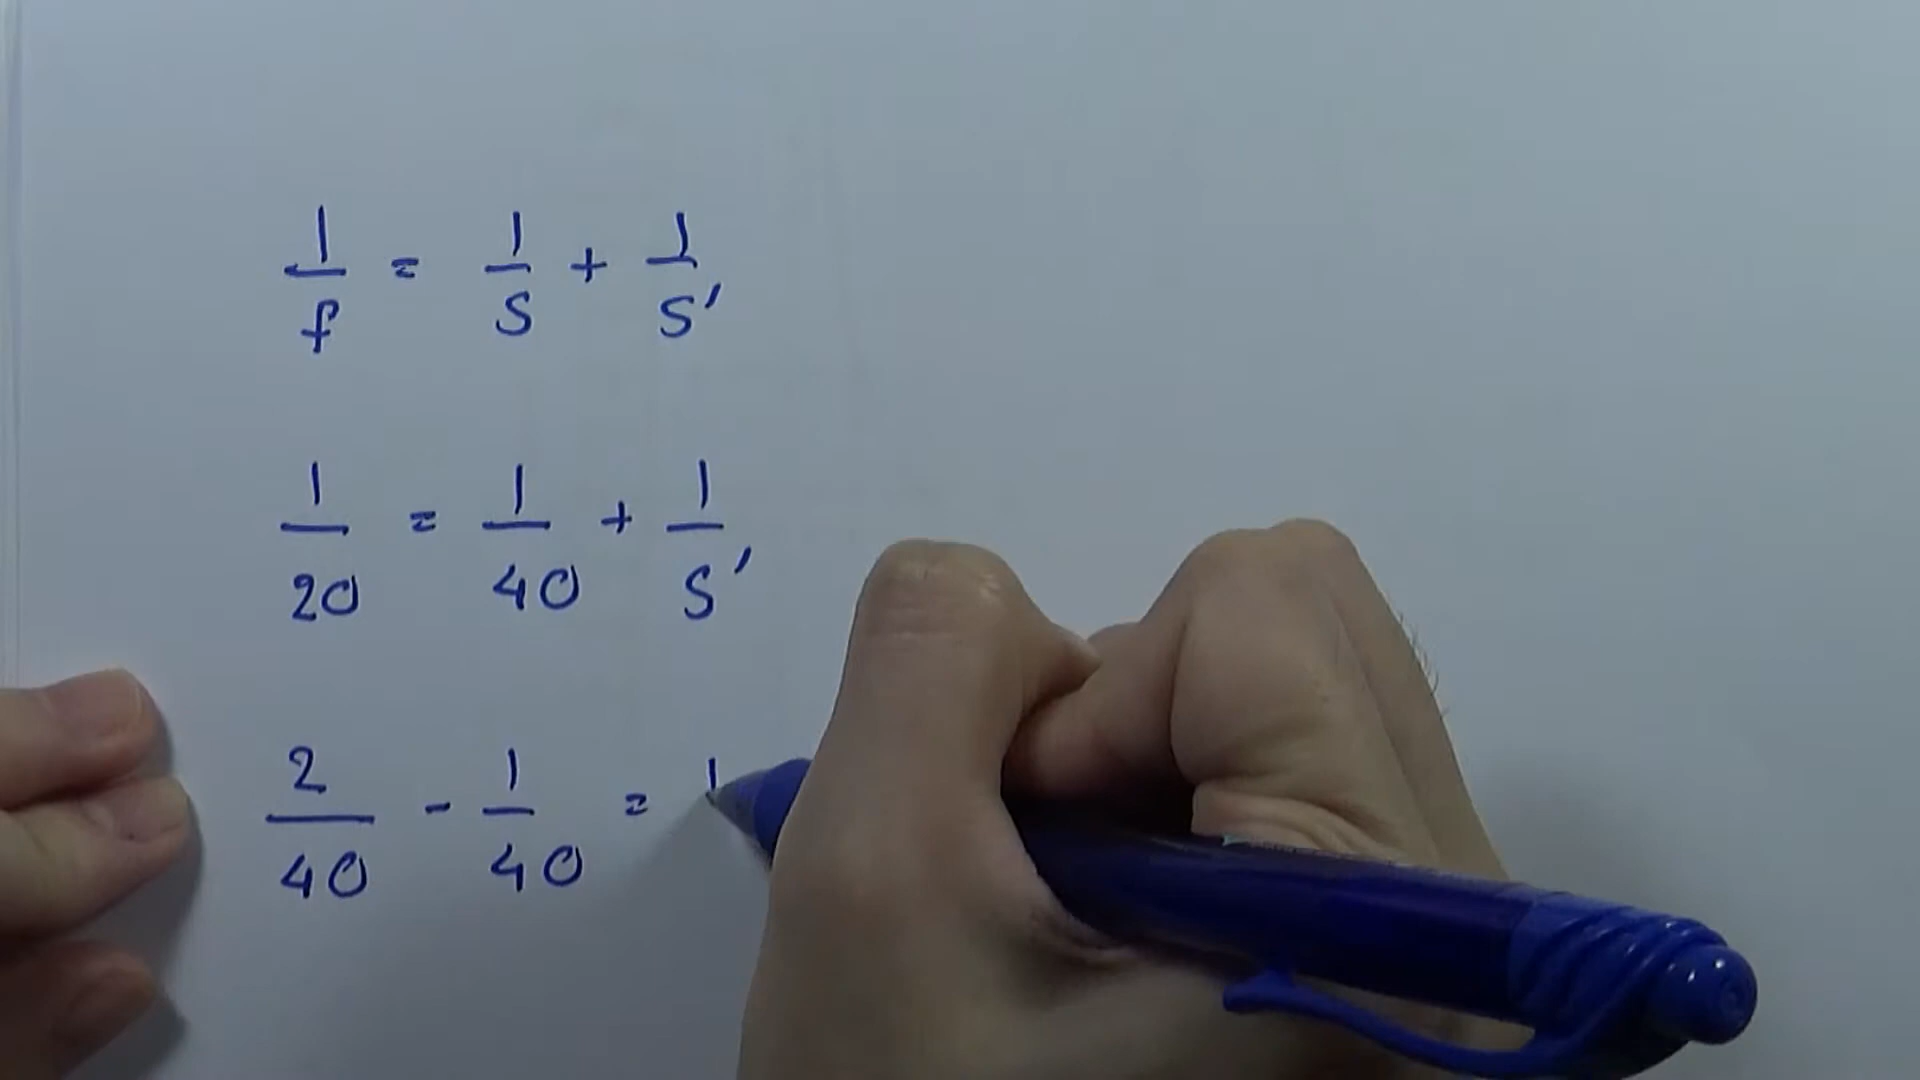 1/f = 1/s + 1/s'
1/20 = 1/40 + 1/s'
2/40 - 1/40 = 1